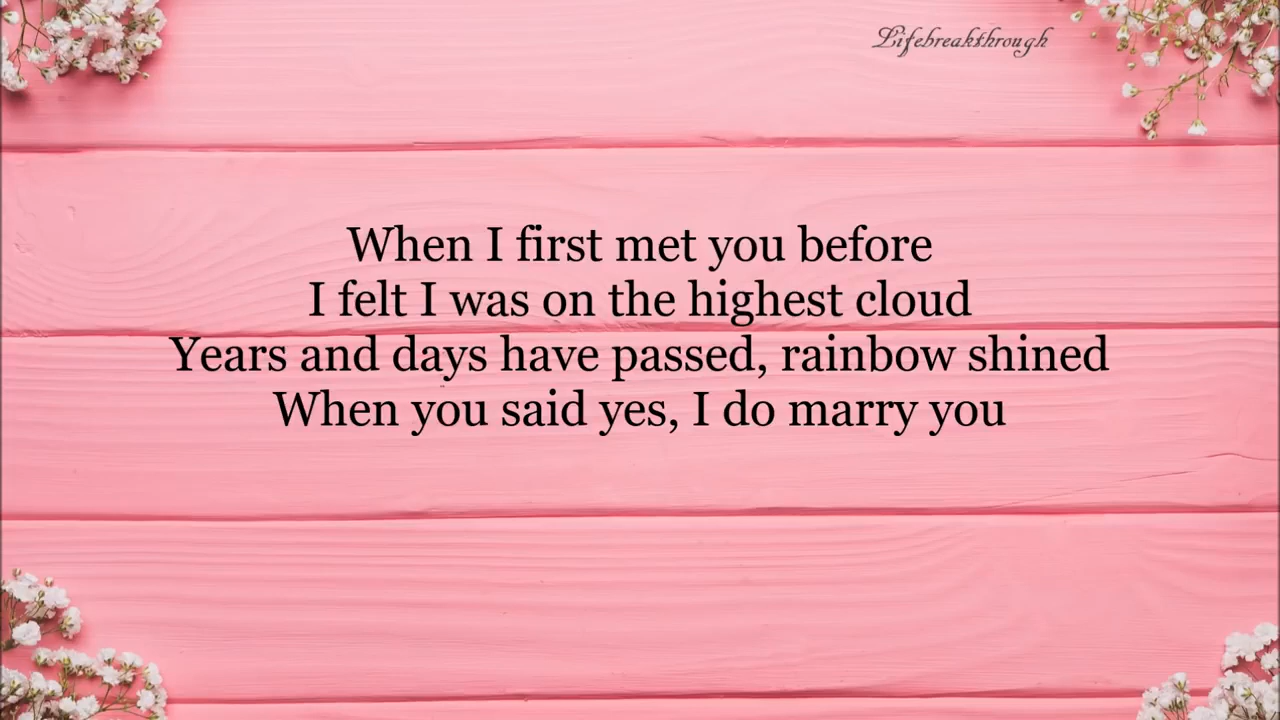 Lifebreakthrough
When I first met you before
I felt I was on the highest cloud
Years and days have passed, rainbow shined
When you said yes, I do marry you